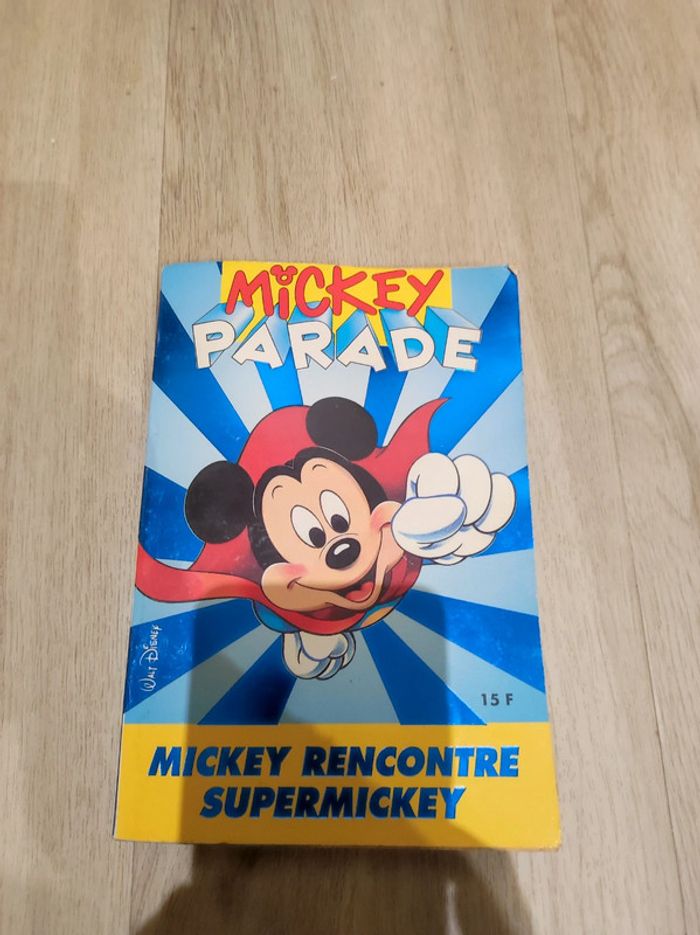 MiCKEY
PARADE
WALT DISNEY
15 F
MICKEY RENCONTRE
SUPERMICKEY